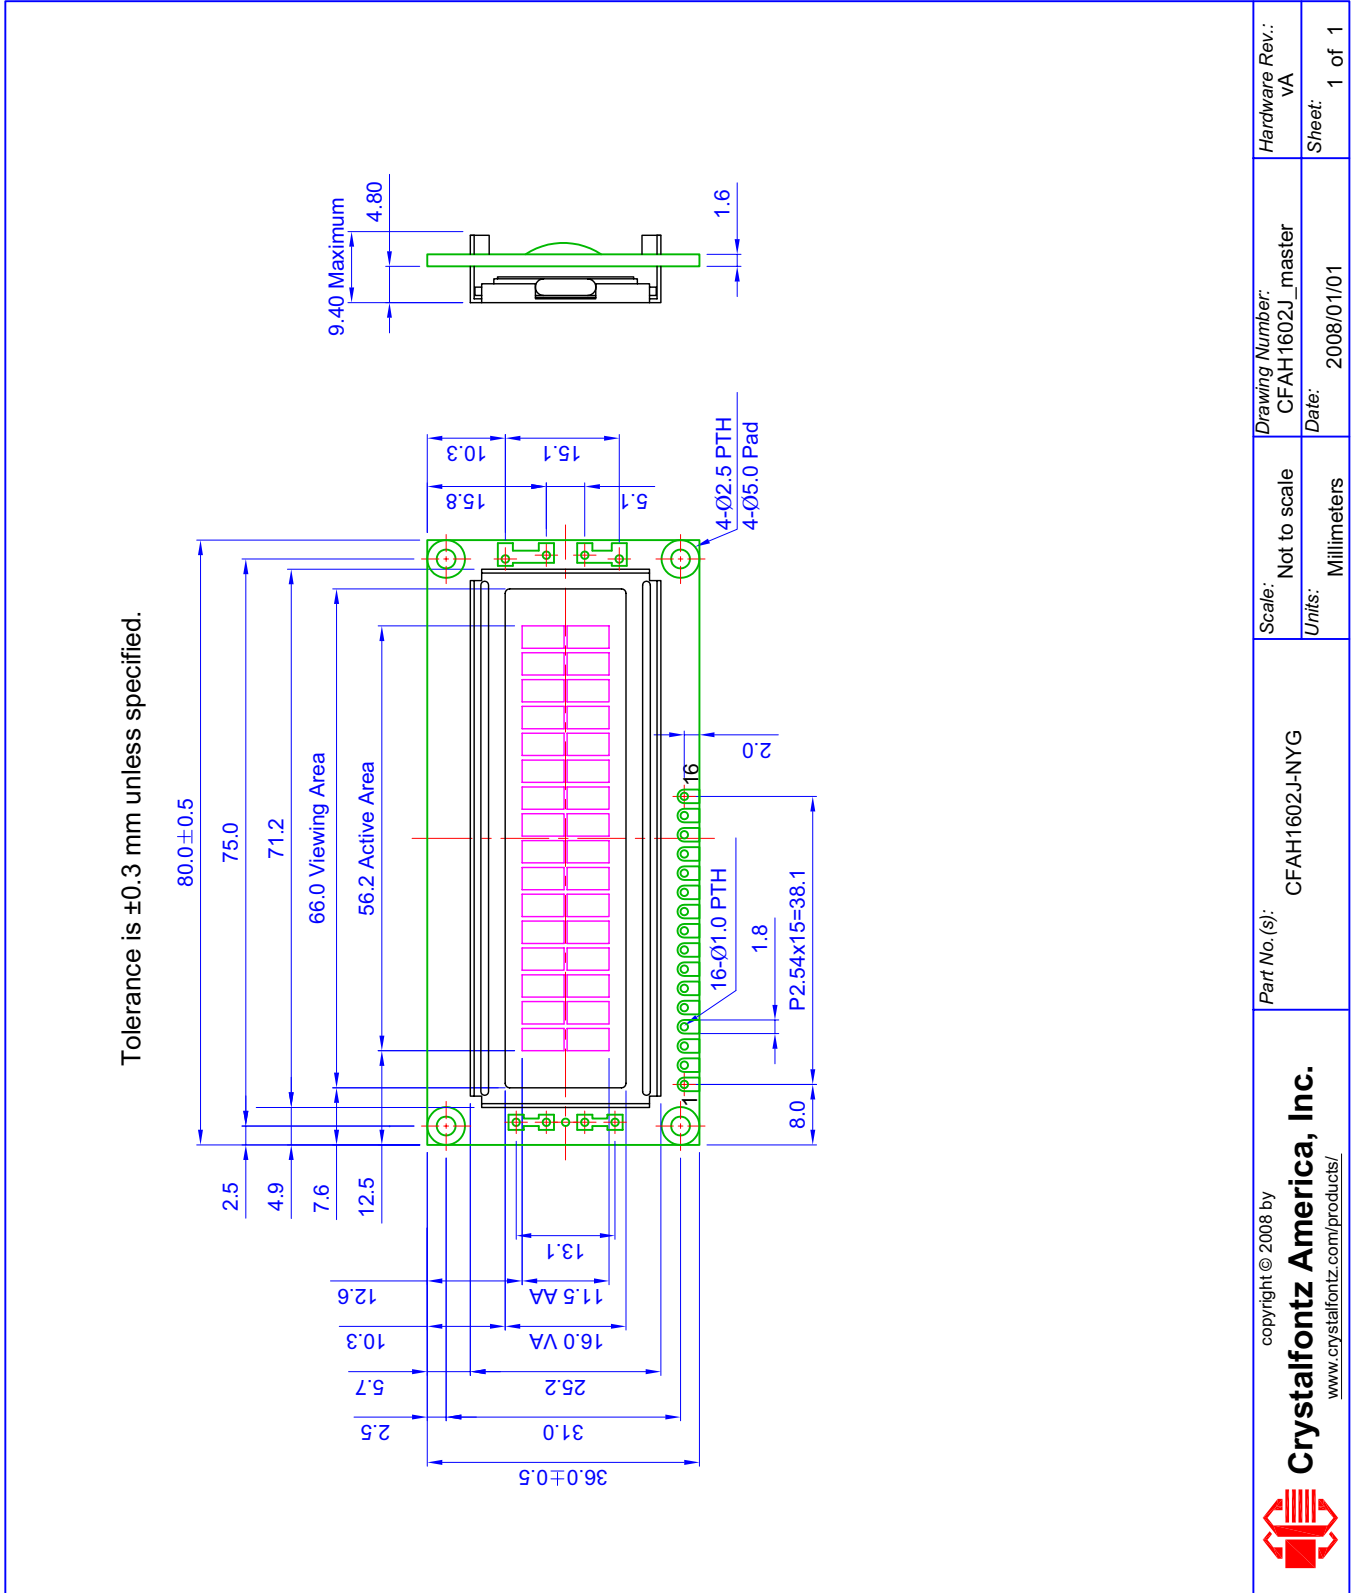 Tolerance is ±0.3 mm unless specified.
80.0±0.5
75.0
71.2
66.0 Viewing Area
56.2 Active Area
2.5
4.9
7.6
12.5
12.6
10.3
5.7
2.5
36.0±0.5
31.0
25.2
16.0 VA
11.5 AA
13.1
10.3
15.1
15.8
5.1
4-Ø2.5 PTH
4-Ø5.0 Pad
2.0
1
16
16-Ø1.0 PTH
1.8
P2.54x15=38.1
8.0
9.40 Maximum
4.80
1.6
copyright © 2008 by
Crystalfontz America, Inc.
www.crystalfontz.com/products/
Part No.(s):
CFAH1602J-NYG
Scale:
Not to scale
Units:
Millimeters
Drawing Number:
CFAH1602J_master
Date:
2008/01/01
Hardware Rev.:
vA
Sheet:
1 of 1